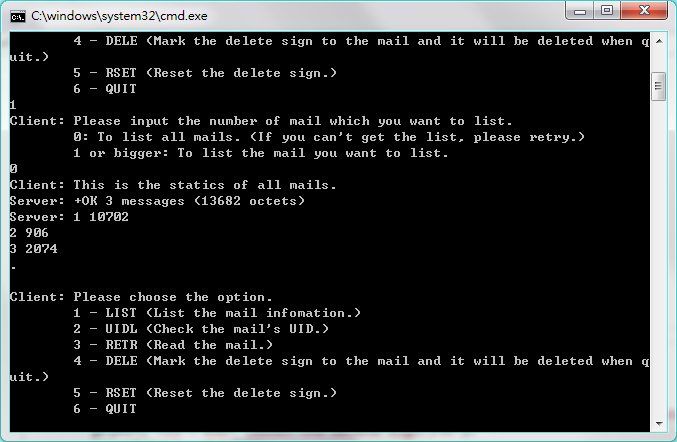 C:\windows\system32\cmd.exe
4 - DELE (Mark the delete sign to the mail and it will be deleted when q
uit.)
5 - RSET (Reset the delete sign.)
6 - QUIT
1
Client: Please input the number of mail which you want to list.
0: To list all mails. (If you can't get the list, please retry.)
1 or bigger: To list the mail you want to list.
0
Client: This is the statics of all mails.
Server: +OK 3 messages (13682 octets)
Server: 1 10702
2 906
3 2074
.
Client: Please choose the option.
1 - LIST (List the mail infomation.)
2 - UIDL (Check the mail's UID.)
3 - RETR (Read the mail.)
4 - DELE (Mark the delete sign to the mail and it will be deleted when q
uit.)
5 - RSET (Reset the delete sign.)
6 - QUIT